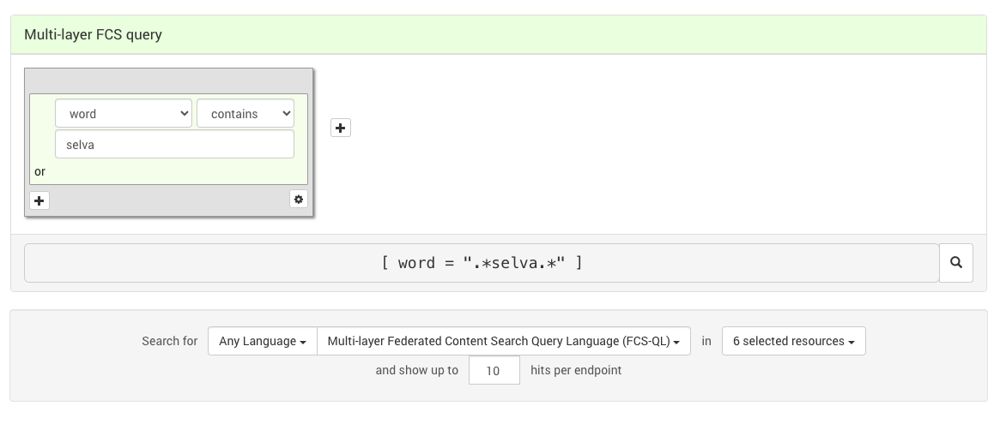 Multi-layer FCS query
word contains
selva
or
[ word = ".*selva.*" ]
Search for Any Language Multi-layer Federated Content Search Query Language (FCS-QL) in 6 selected resources
and show up to 10 hits per endpoint